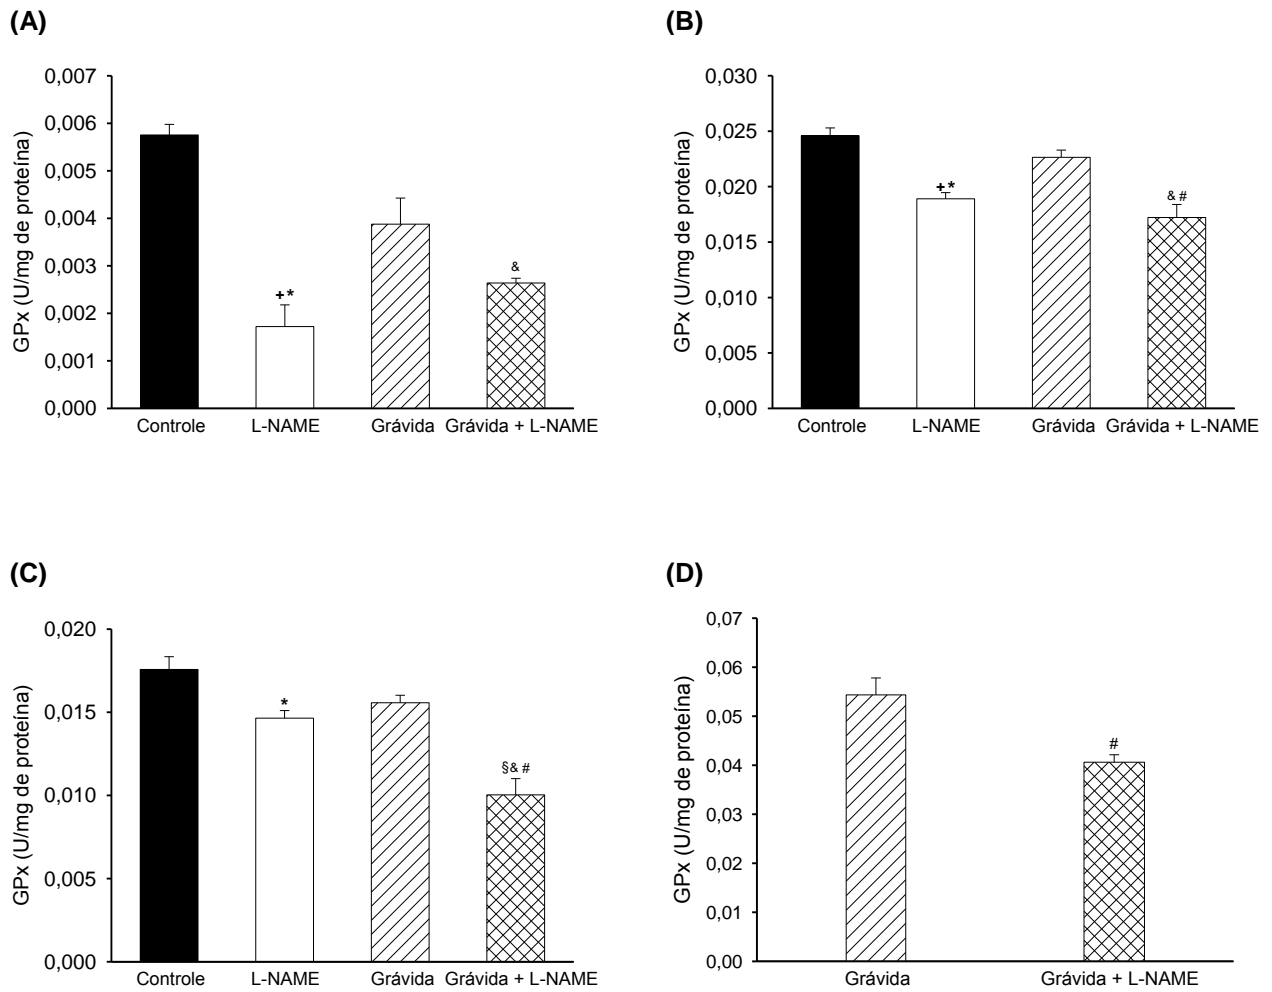 (A)
GPx (U/mg de proteína)
0,007
0,006
0,005
0,004
0,003
0,002
0,001
0,000
+*
&
Controle L-NAME Grávida Grávida + L-NAME
(B)
GPx (U/mg de proteína)
0,030
0,025
0,020
0,015
0,010
0,005
0,000
+*
& #
Controle L-NAME Grávida Grávida + L-NAME
(C)
GPx (U/mg de proteína)
0,020
0,015
0,010
0,005
0,000
*
§& #
Controle L-NAME Grávida Grávida + L-NAME
(D)
GPx (U/mg de proteína)
0,07
0,06
0,05
0,04
0,03
0,02
0,01
0,00
#
Grávida Grávida + L-NAME